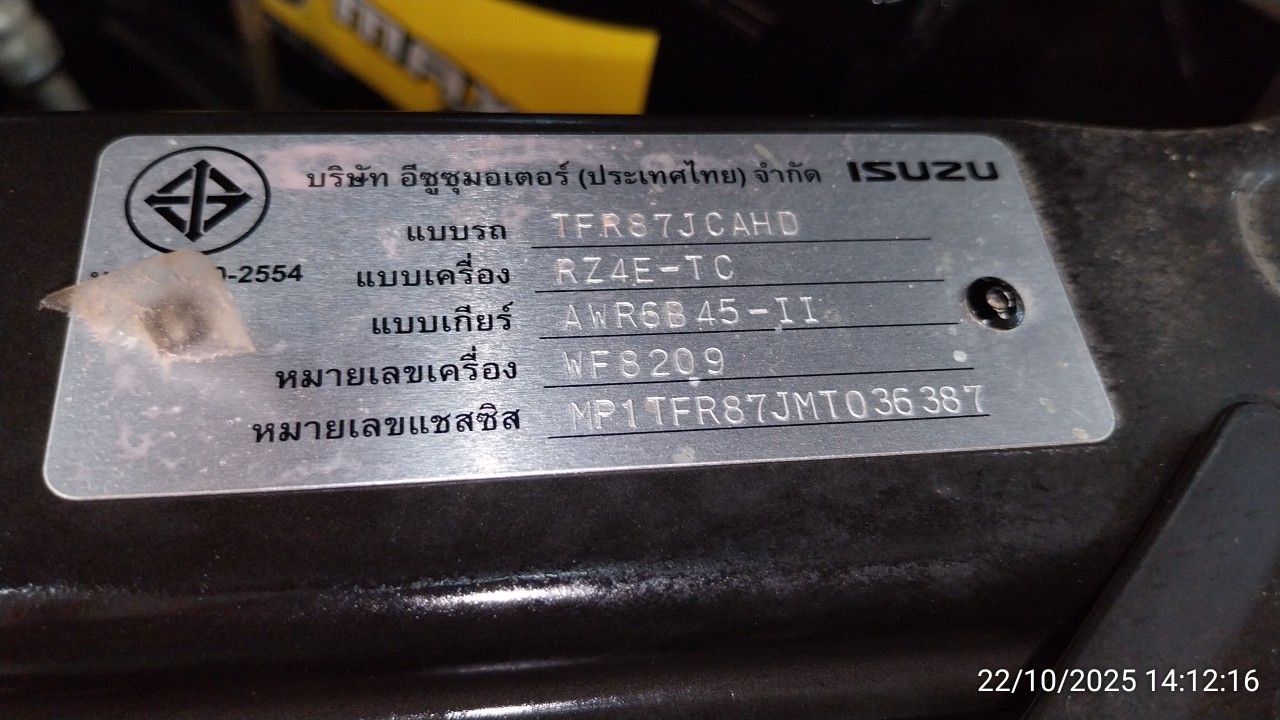 บริษัท อีซูซุมอเตอร์ (ประเทศไทย) จำกัด ISUZU
แบบรถ TFR87JCAHD
-2554 แบบเครื่อง RZ4E-TC
แบบเกียร์ AWR6B45-II
หมายเลขเครื่อง WF8209
หมายเลขแชสซิส MP1TFR87JMT036387
22/10/2025 14:12:16